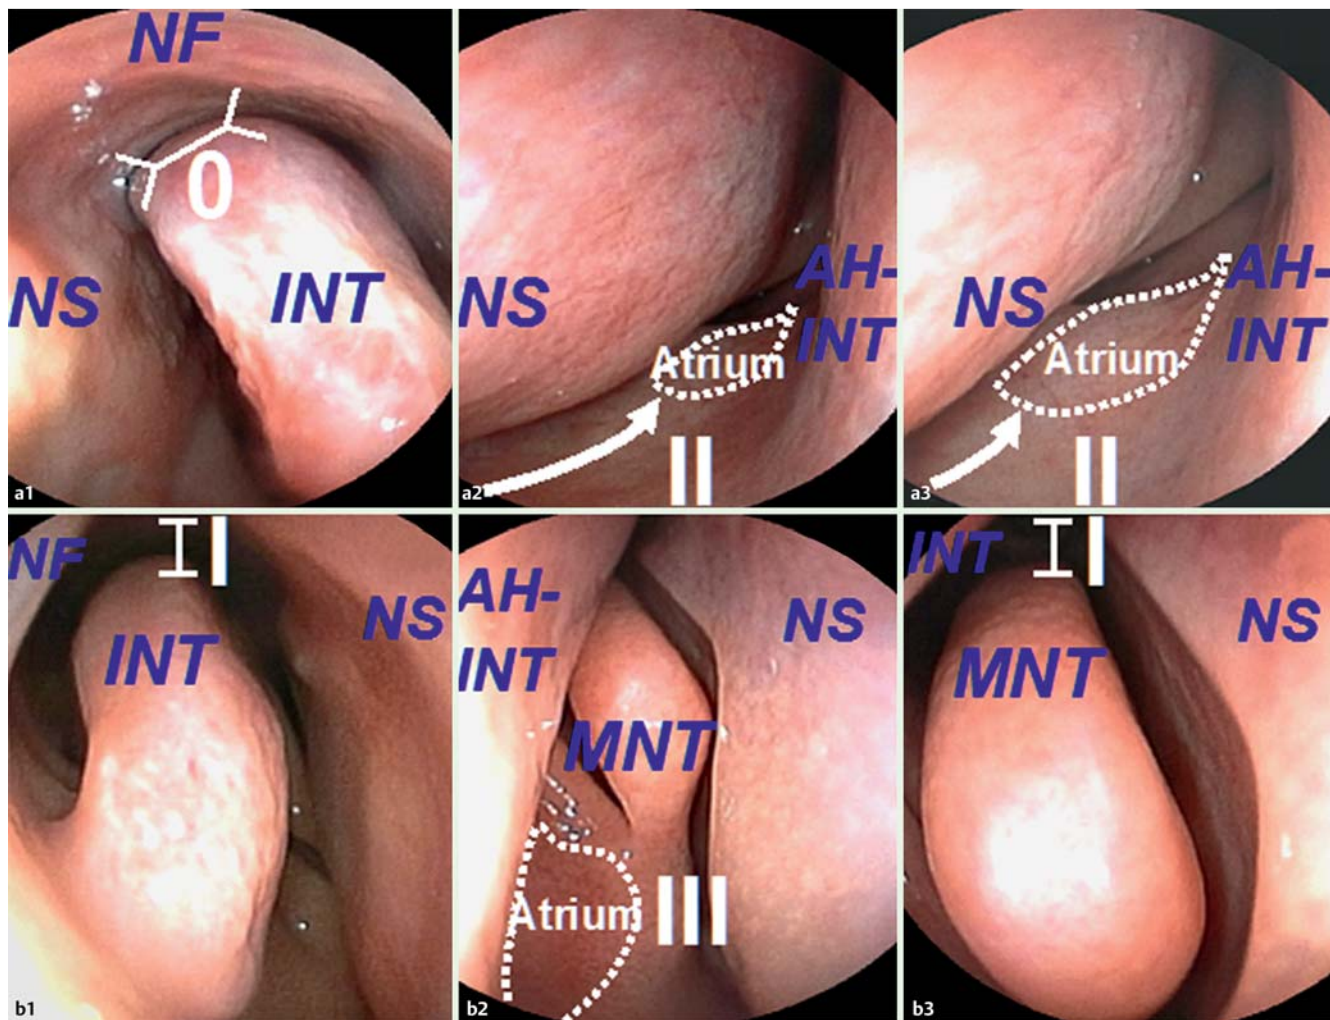 NF
0
NS
INT
a1
NS
AH-
INT
Atrium
II
a2
NS
AH-
INT
Atrium
II
a3
NF
I
NS
INT
b1
AH-
INT
NS
MNT
Atrium
III
b2
INT
I
NS
MNT
b3